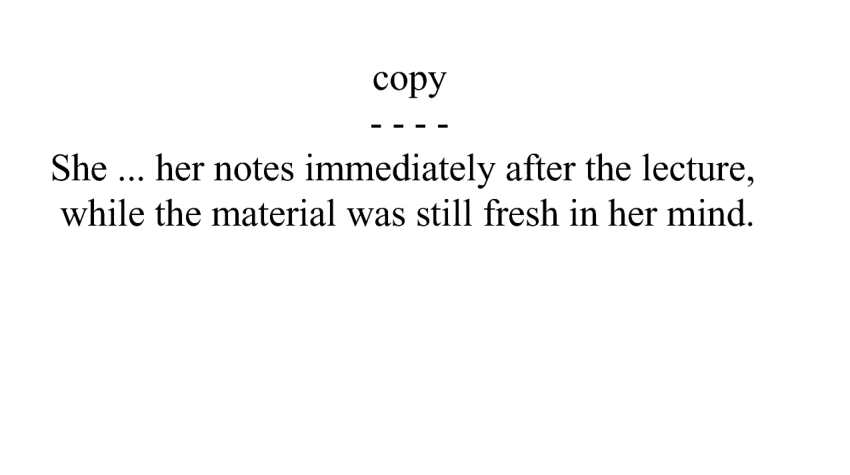 copy
- - - -
She ... her notes immediately after the lecture,
while the material was still fresh in her mind.